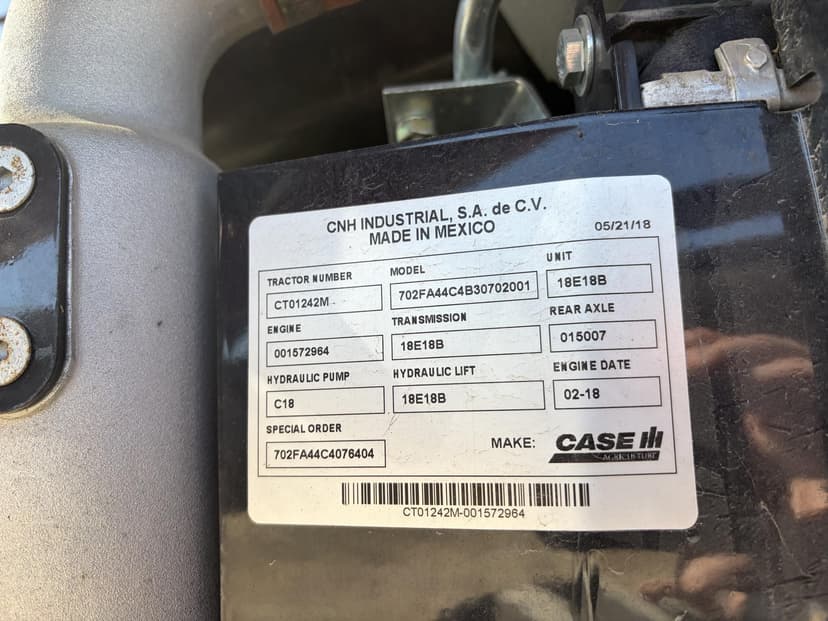 CNH INDUSTRIAL, S.A. de C.V.
MADE IN MEXICO
05/21/18
TRACTOR NUMBER
MODEL
UNIT
CT01242M
702FA44C4B30702001
18E18B
ENGINE
TRANSMISSION
REAR AXLE
001572964
18E18B
015007
HYDRAULIC PUMP
HYDRAULIC LIFT
ENGINE DATE
C18
18E18B
02-18
SPECIAL ORDER
702FA44C4076404
MAKE:
CASE IH
AGRICULTURE
CT01242M-001572964